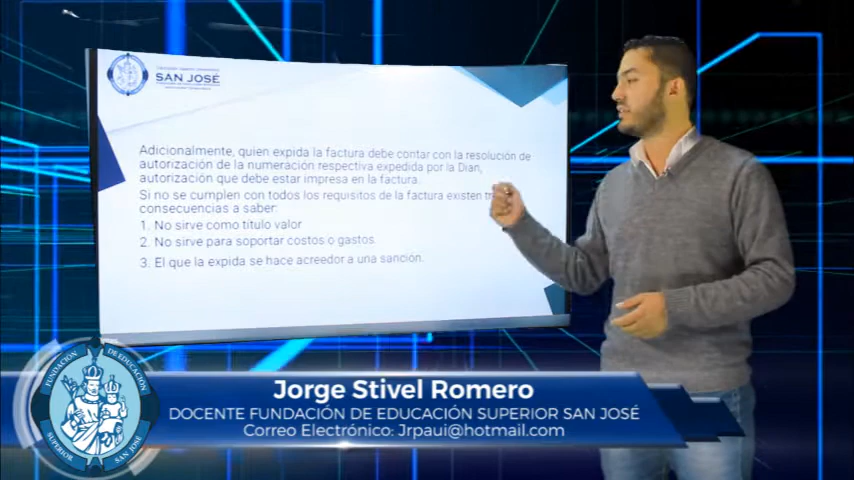 SAN JOSÉ
Adicionalmente, quien expida la factura debe contar con la resolución de
autorización de la numeración respectiva expedida por la Dian,
autorización que debe estar impresa en la factura.
Si no se cumplen con todos los requisitos de la factura existen
consecuencias a saber:
1. No sirve como título valor
2. No sirve para soportar costos o gastos
3. El que la expida se hace acreedor a una sanción.
FUNDACIÓN DE EDUCACIÓN SUPERIOR SAN JOSÉ
Jorge Stivel Romero
DOCENTE FUNDACIÓN DE EDUCACIÓN SUPERIOR SAN JOSÉ
Correo Electrónico: Jrpaui@hotmail.com